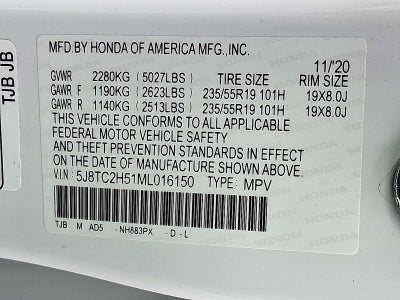 TJB JB
MFD.BY HONDA OF AMERICA MFG.,INC.
11/'20
GVWR 2280KG (5027LBS) TIRE SIZE RIM SIZE
GAWR F 1190KG (2623LBS) 235/55R19 101H 19X8.0J
GAWR R 1140KG (2513LBS) 235/55R19 101H 19X8.0J
THIS VEHICLE CONFORMS TO ALL APPLICABLE
FEDERAL MOTOR VEHICLE SAFETY
AND THEFT PREVENTION STANDARDS IN EFFECT
ON THE DATE OF MANUFACTURE SHOWN ABOVE.
V.I.N: 5J8TC2H51ML016150 TYPE: MPV
TJB M AD5 - NH883PX - D - L